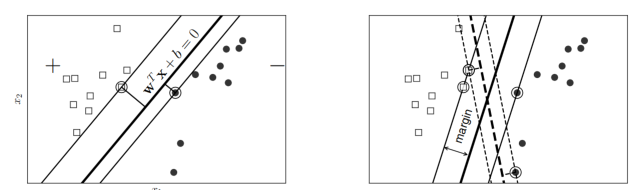 +
w^T x + b = 0
−
x_2
margin